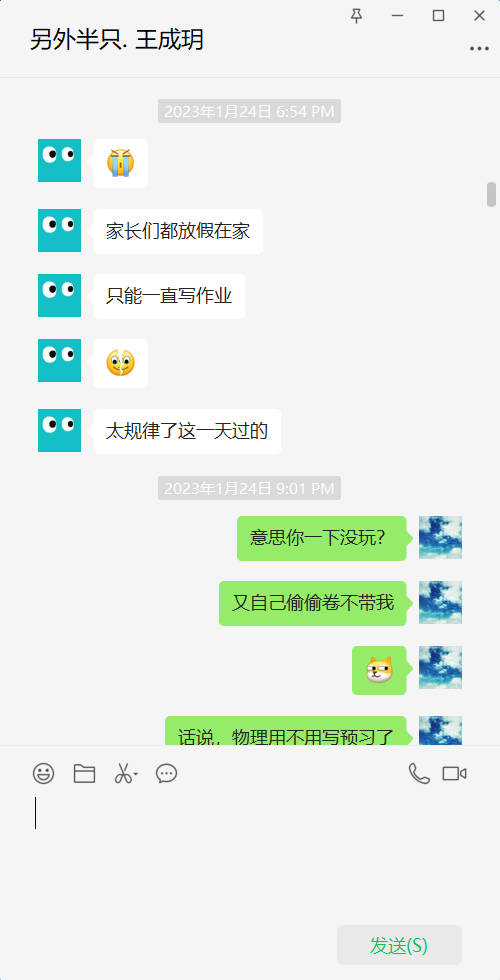 另外半只. 王成玥
2023年1月24日 6:54 PM
家长们都放假在家
只能一直写作业
太规律了这一天过的
2023年1月24日 9:01 PM
意思你一下没玩?
又自己偷偷卷不带我
话说，物理用不用写预习了
发送(S)